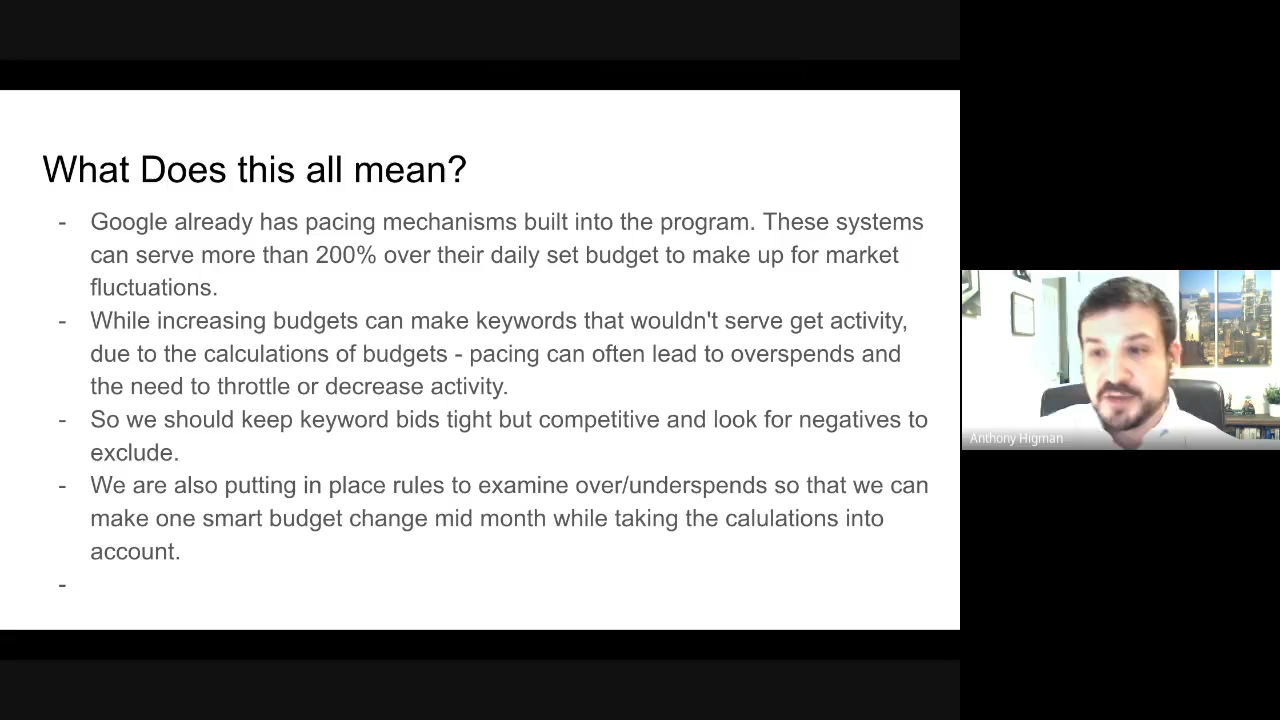 What Does this all mean?
- Google already has pacing mechanisms built into the program. These systems
can serve more than 200% over their daily set budget to make up for market
fluctuations.
- While increasing budgets can make keywords that wouldn't serve get activity,
due to the calculations of budgets - pacing can often lead to overspends and
the need to throttle or decrease activity.
- So we should keep keyword bids tight but competitive and look for negatives to
exclude.
- We are also putting in place rules to examine over/underspends so that we can
make one smart budget change mid month while taking the calulations into
account.
-
Anthony Higman